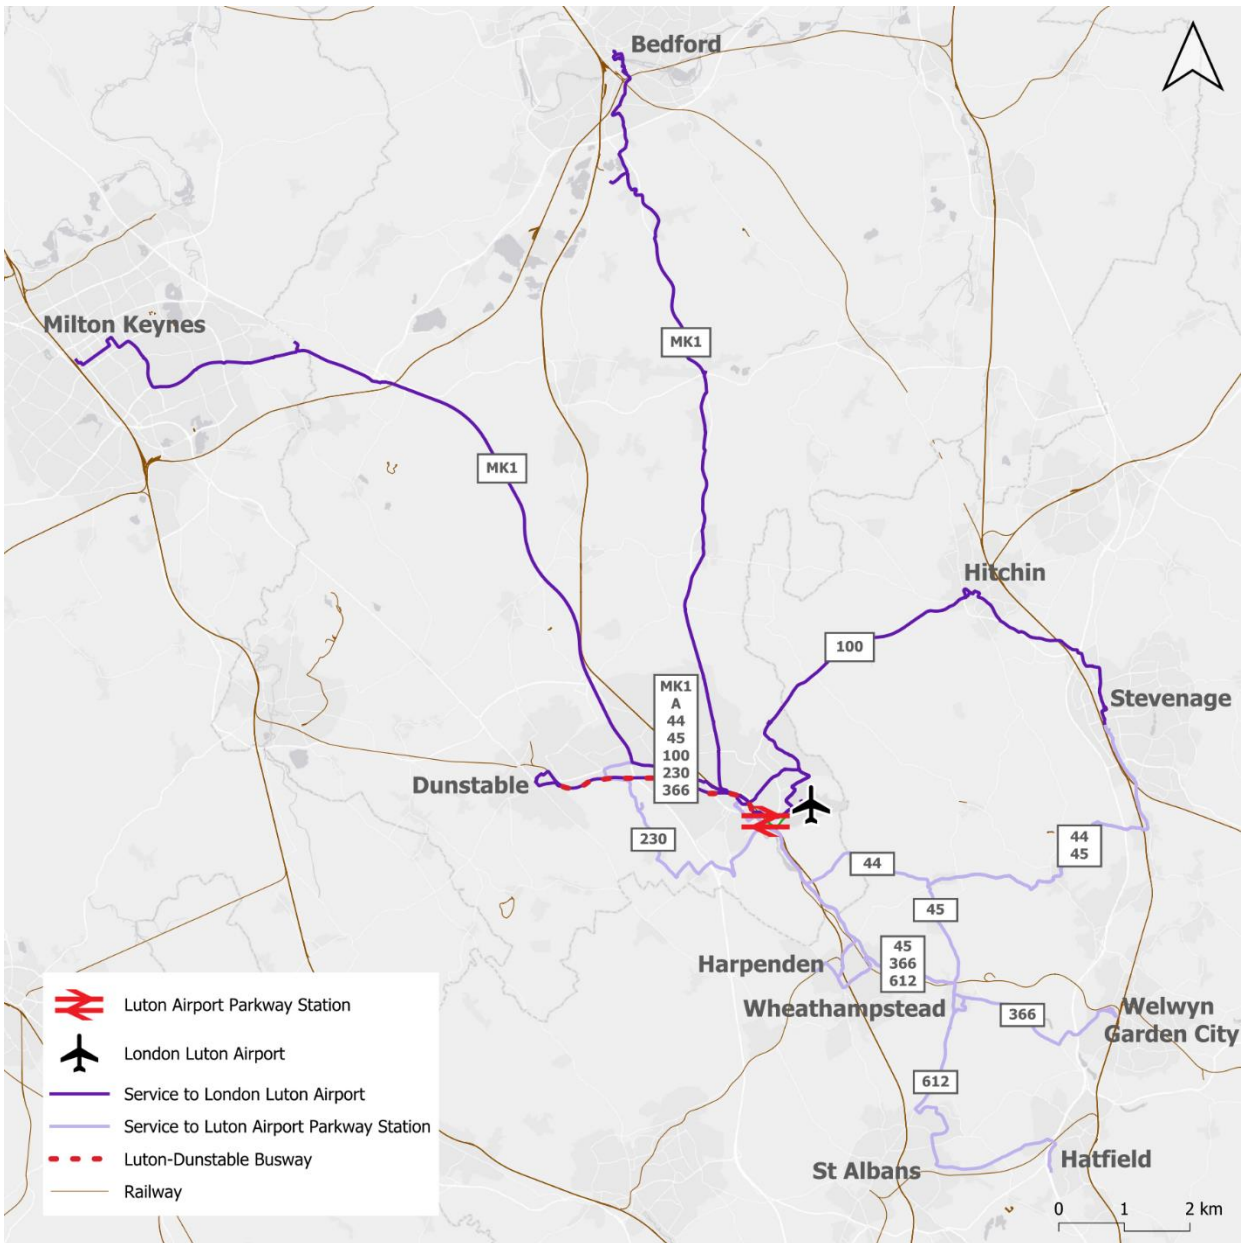 Bedford
Milton Keynes
MK1
MK1
Hitchin
100
Stevenage
MK1
A
44
45
100
230
366
Dunstable
230
44
44
45
45
Harpenden
45
366
612
Wheathampstead
366
Welwyn
Garden City
612
St Albans
Hatfield
Luton Airport Parkway Station
London Luton Airport
Service to London Luton Airport
Service to Luton Airport Parkway Station
Luton-Dunstable Busway
Railway
0 1 2 km